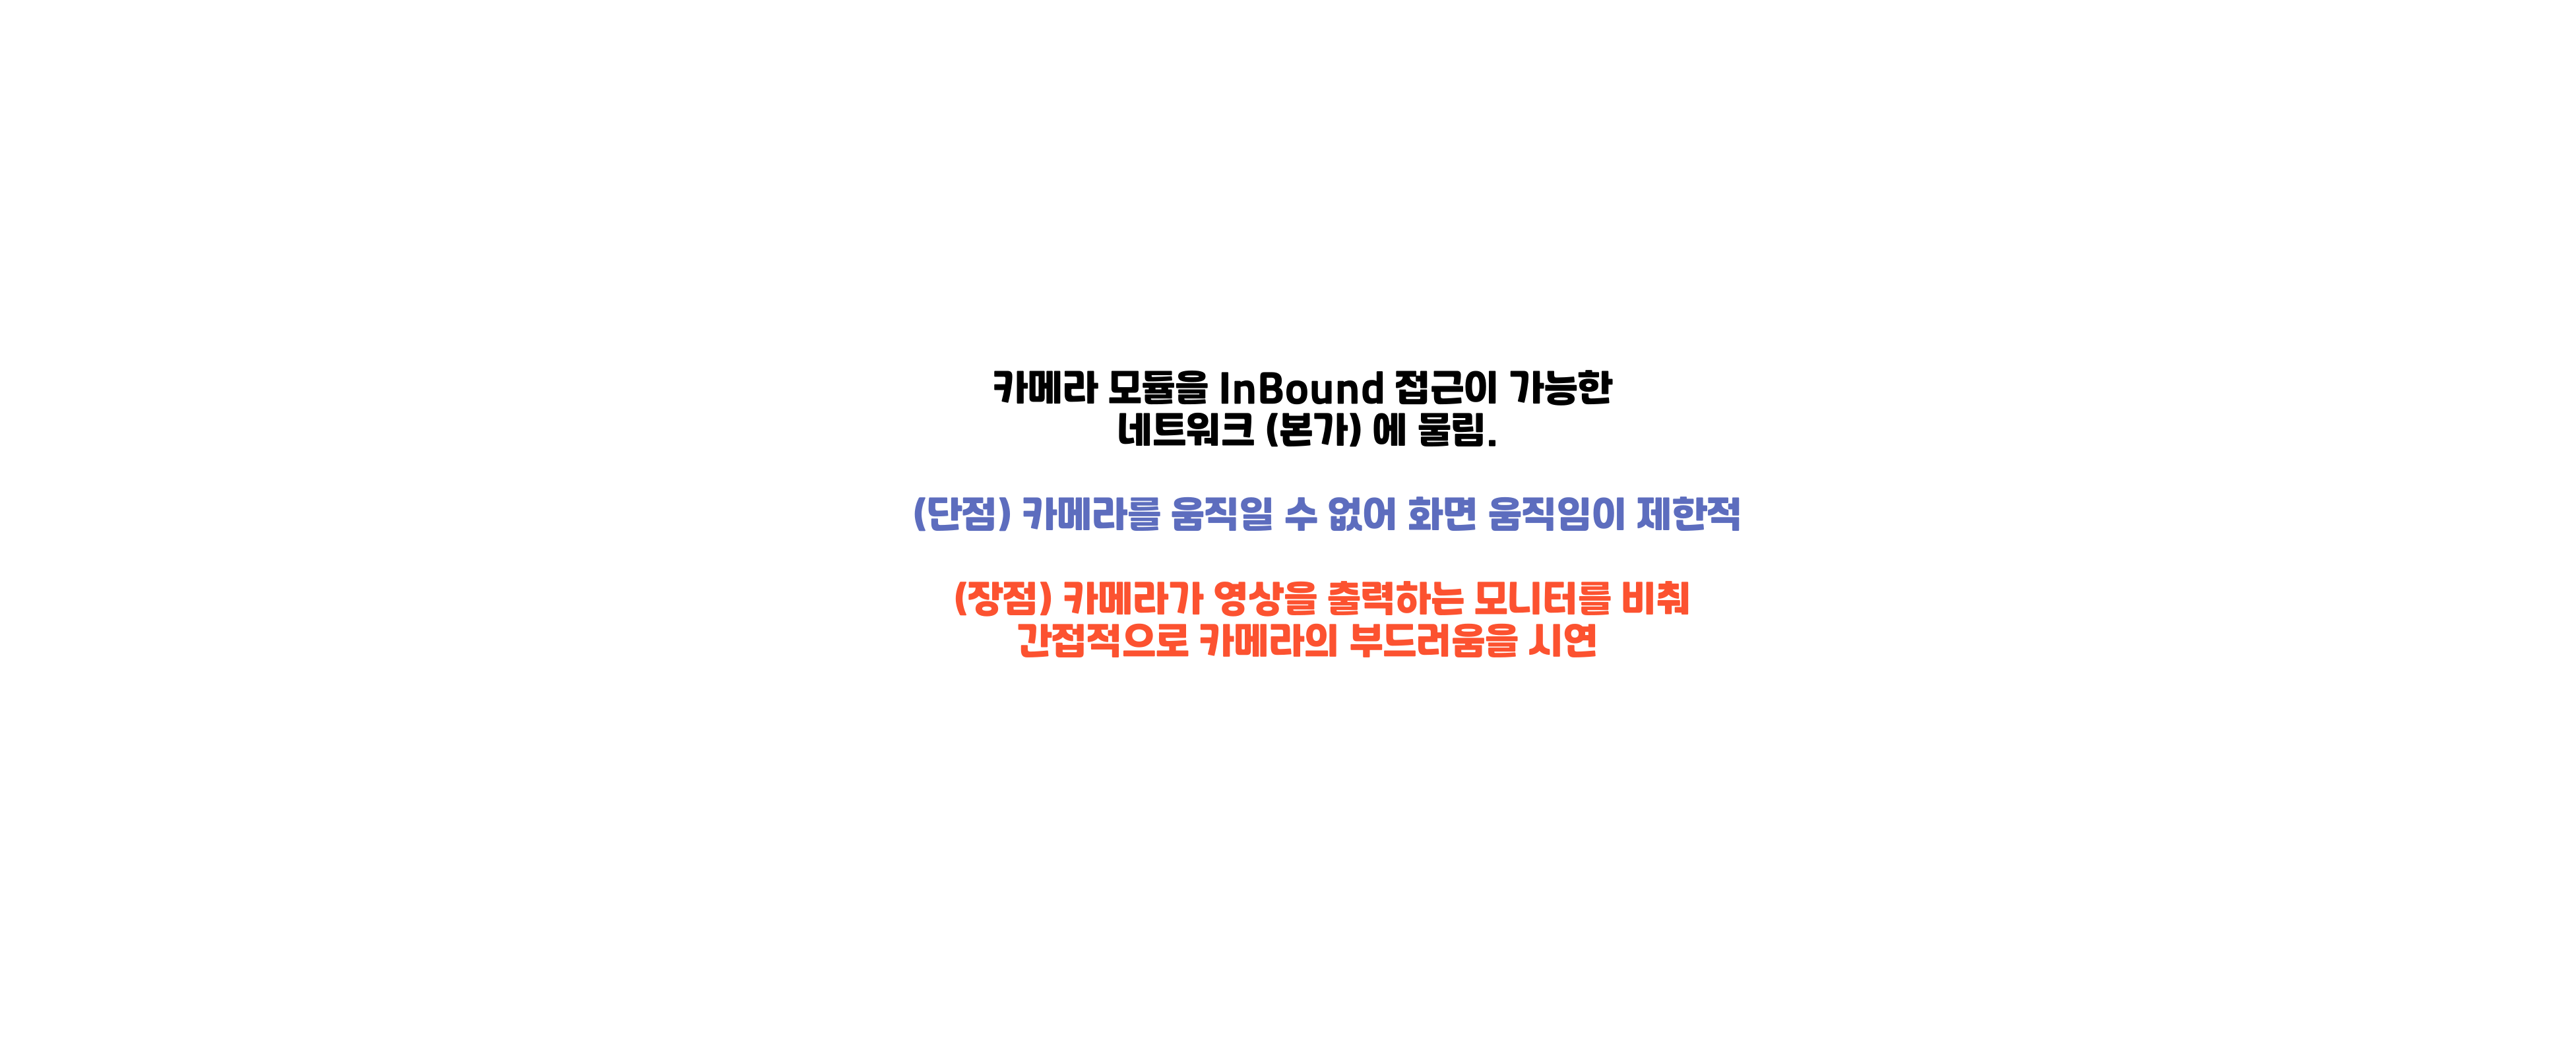 카메라 모듈을 InBound 접근이 가능한
네트워크 (본가) 에 물림.
(단점) 카메라를 움직일 수 없어 화면 움직임이 제한적
(장점) 카메라가 영상을 출력하는 모니터를 비춰
간접적으로 카메라의 부드러움을 시연